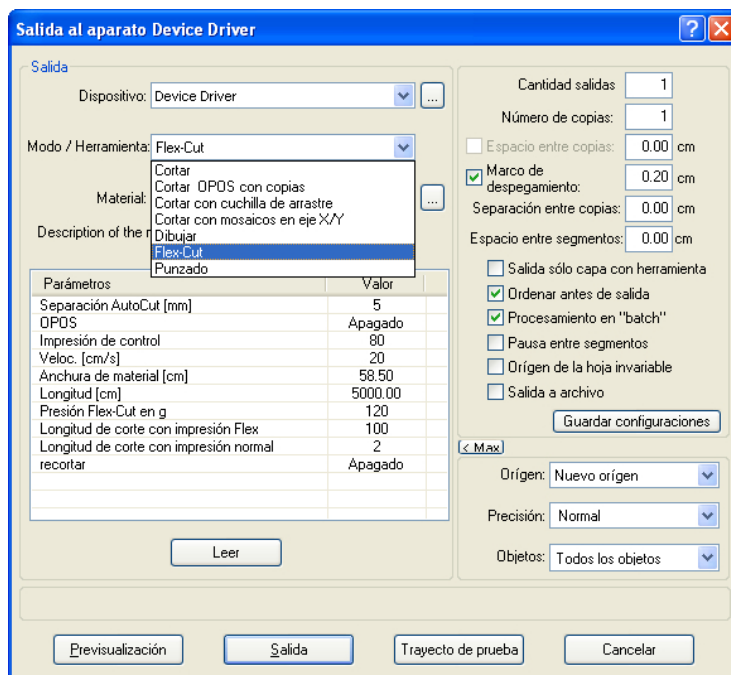 Salida al aparato Device Driver
Salida
Dispositivo: Device Driver ...
Modo / Herramienta: Flex-Cut
Cortar
Cortar OPOS con copias
Cortar con cuchilla de arrastre
Cortar con mosaicos en eje X/Y
Dibujar
Flex-Cut
Punzado
Material: ...
Description of the r
Parámetros Valor
Separación AutoCut [mm] 5
OPOS Apagado
Impresión de control 80
Veloc. [cm/s] 20
Anchura de material [cm] 58.50
Longitud [cm] 5000.00
Presión Flex-Cut en g 120
Longitud de corte con impresión Flex 100
Longitud de corte con impresión normal 2
recortar Apagado
Leer
Cantidad salidas 1
Número de copias: 1
Espacio entre copias: 0.00 cm
Marco de despegamiento: 0.20 cm
Separación entre copias: 0.00 cm
Espacio entre segmentos: 0.00 cm
Salida sólo capa con herramienta
Ordenar antes de salida
Procesamiento en "batch"
Pausa entre segmentos
Orígen de la hoja invariable
Salida a archivo
Guardar configuraciones
< Max
Orígen: Nuevo orígen
Precisión: Normal
Objetos: Todos los objetos
Previsualización
Salida
Trayecto de prueba
Cancelar